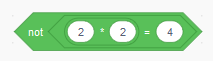 not 2 * 2 = 4